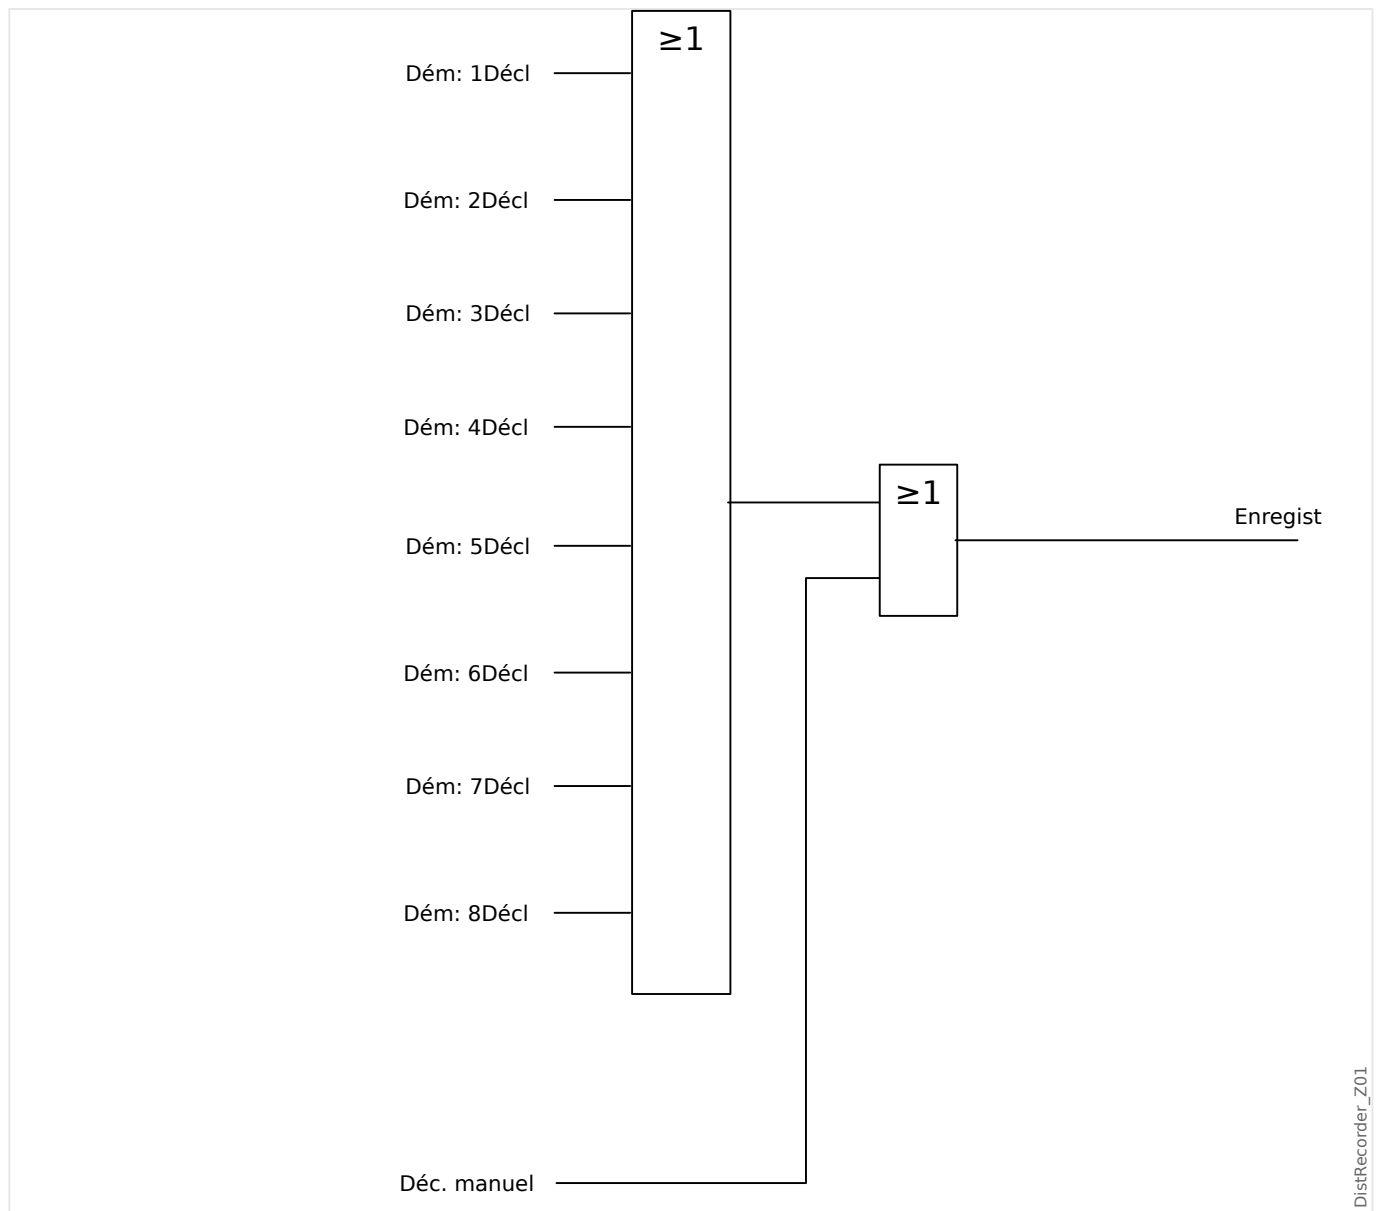 ≥1
Dém: 1Décl
Dém: 2Décl
Dém: 3Décl
Dém: 4Décl
≥1
Enregist
Dém: 5Décl
Dém: 6Décl
Dém: 7Décl
Dém: 8Décl
Déc. manuel
DistRecorder_Z01